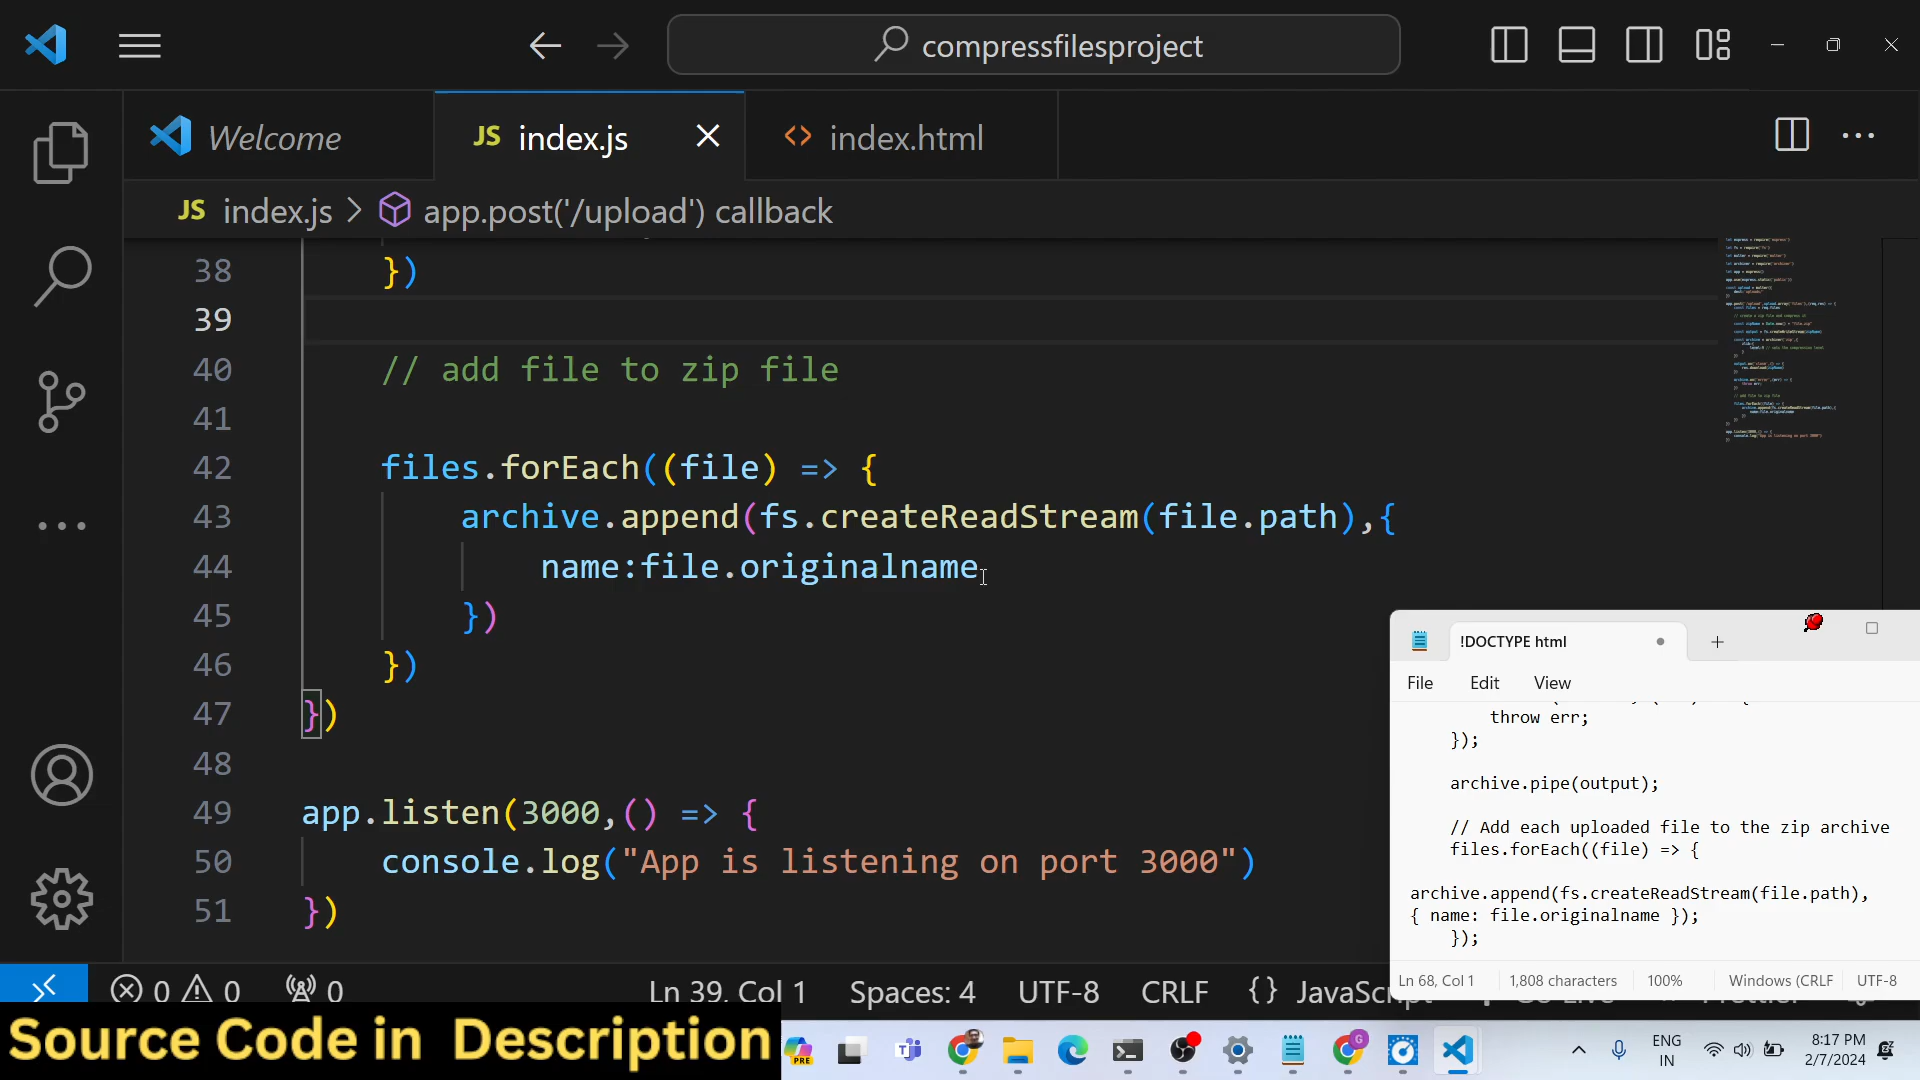 compressfilesproject
Welcome
JS index.js
<> index.html
JS index.js > app.post('/upload') callback
38 })
39
40 // add file to zip file
41
42 files.forEach((file) => {
43 archive.append(fs.createReadStream(file.path),{
44 name:file.originalname
45 })
46 })
47 })
48
49 app.listen(3000,() => {
50 console.log("App is listening on port 3000")
51 })
!DOCTYPE html
File Edit View
throw err;
});
archive.pipe(output);
// Add each uploaded file to the zip archive
files.forEach((file) => {
archive.append(fs.createReadStream(file.path),
{ name: file.originalname });
});
Ln 68, Col 1 1,808 characters 100% Windows (CRLF UTF-8
0 0 0 Ln 39, Col 1 Spaces: 4 UTF-8 CRLF {} JavaScript
Source Code in Description
PRE
ENG
IN
8:17 PM
2/7/2024